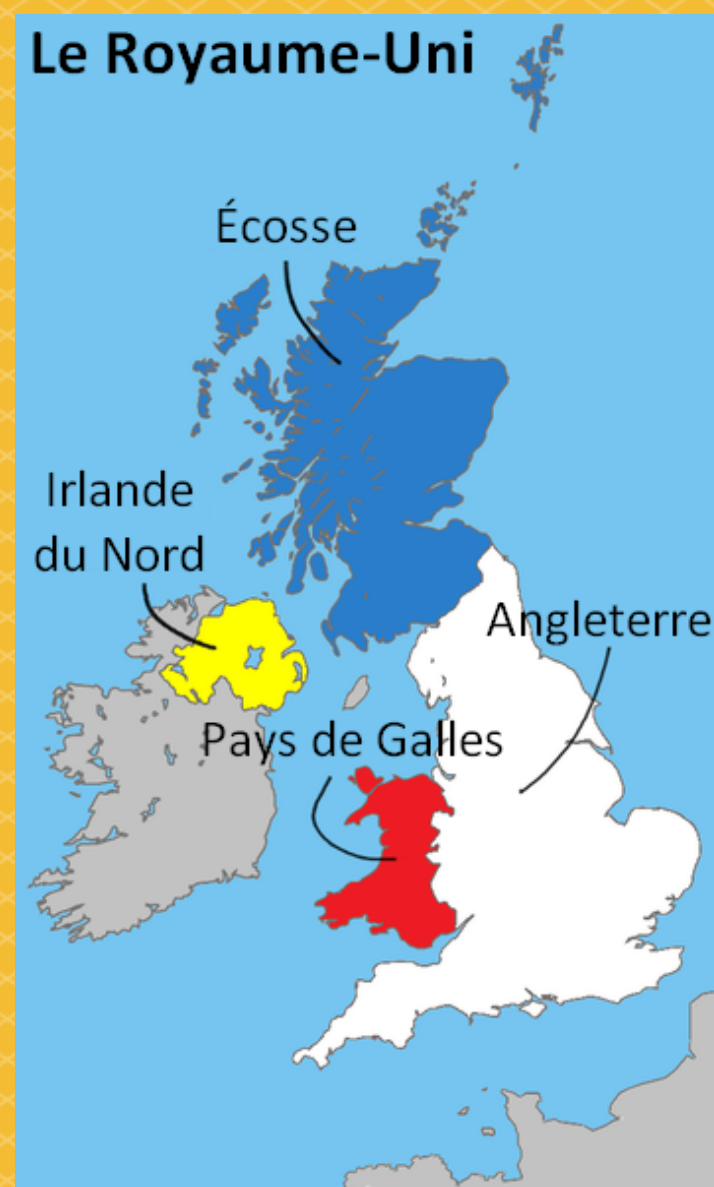 Le Royaume-Uni
Écosse
Irlande
du Nord
Angleterre
Pays de Galles